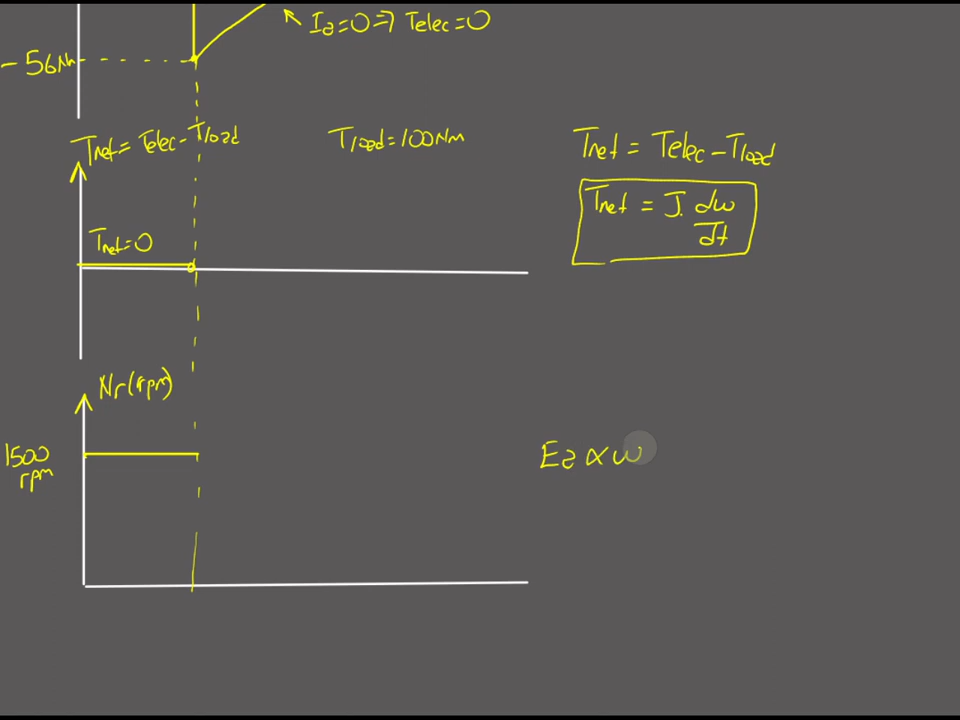 Ia=0 ⇒ Telec=0
-56Nm
Tnet= Telec-Tload
Tload=100Nm
Tnet = Telec-Tload
Tnet = J. dw/dt
Tnet=0
Nr(rpm)
1500
rpm
Ea ∝ ω